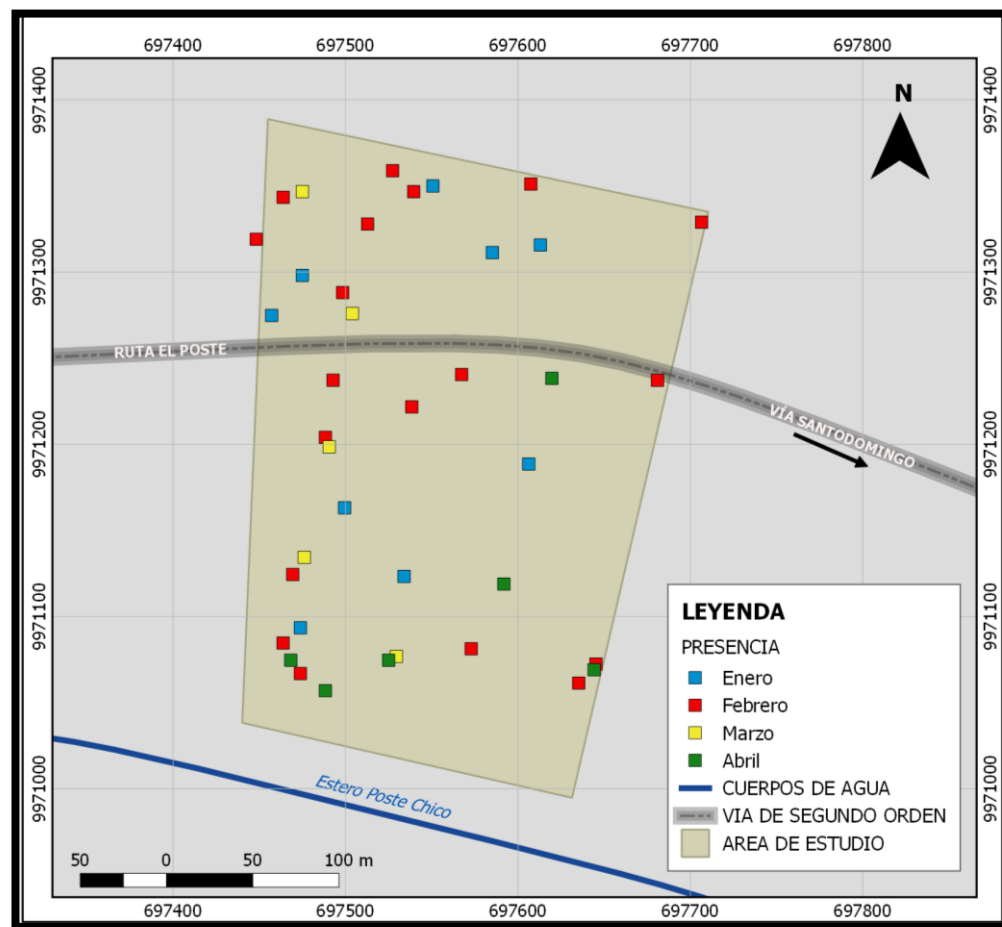 697400 697500 697600 697700 697800
9971400 9971400
N
9971300 9971300
RUTA EL POSTE
VÍA SANTODOMINGO
9971200 9971200
9971100 9971100
LEYENDA
PRESENCIA
Enero
Febrero
Marzo
Abril
CUERPOS DE AGUA
VIA DE SEGUNDO ORDEN
AREA DE ESTUDIO
9971000 9971000
Estero Poste Chico
50 0 50 100 m
697400 697500 697600 697700 697800